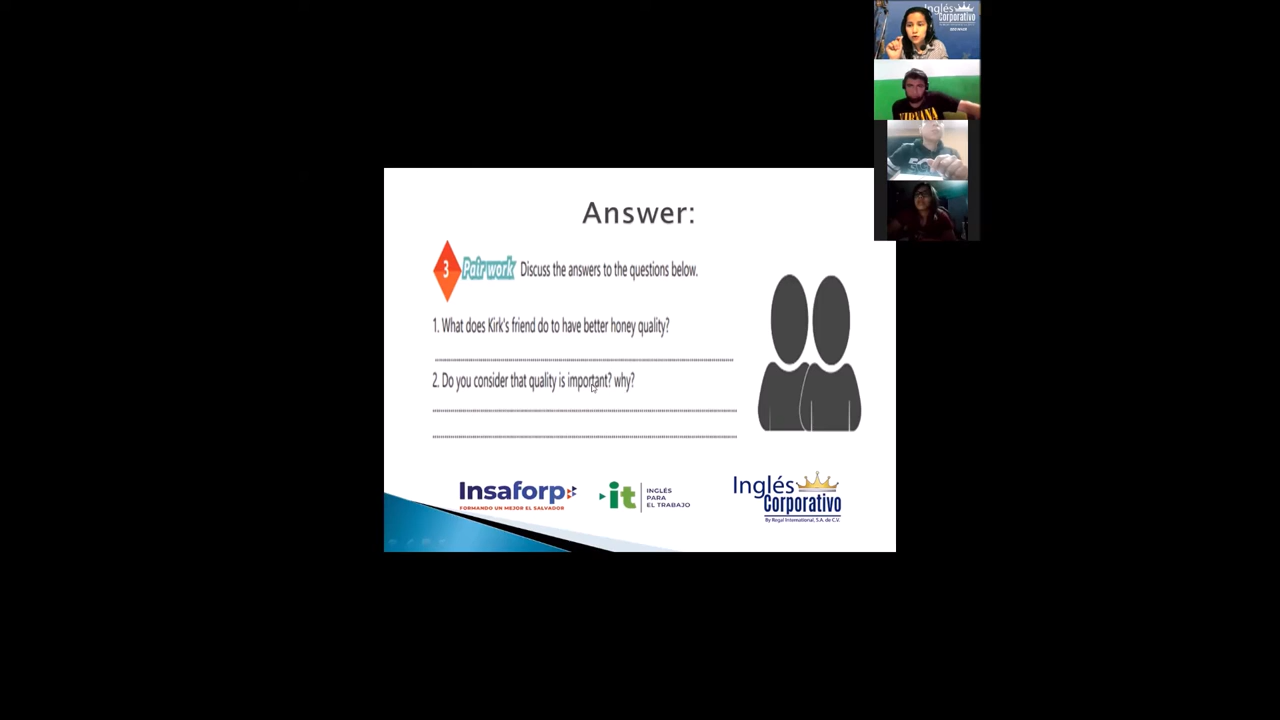 Inglés
Corporativo
NIRVANA
Answer:
3 Pair work Discuss the answers to the questions below.
1. What does Kirk's friend do to have better honey quality?
2. Do you consider that quality is important? why?
Insaforp
FORMANDO UN MEJOR EL SALVADOR
it
INGLÉS
PARA
EL TRABAJO
Inglés
Corporativo
By Regal International, S.A. de C.V.